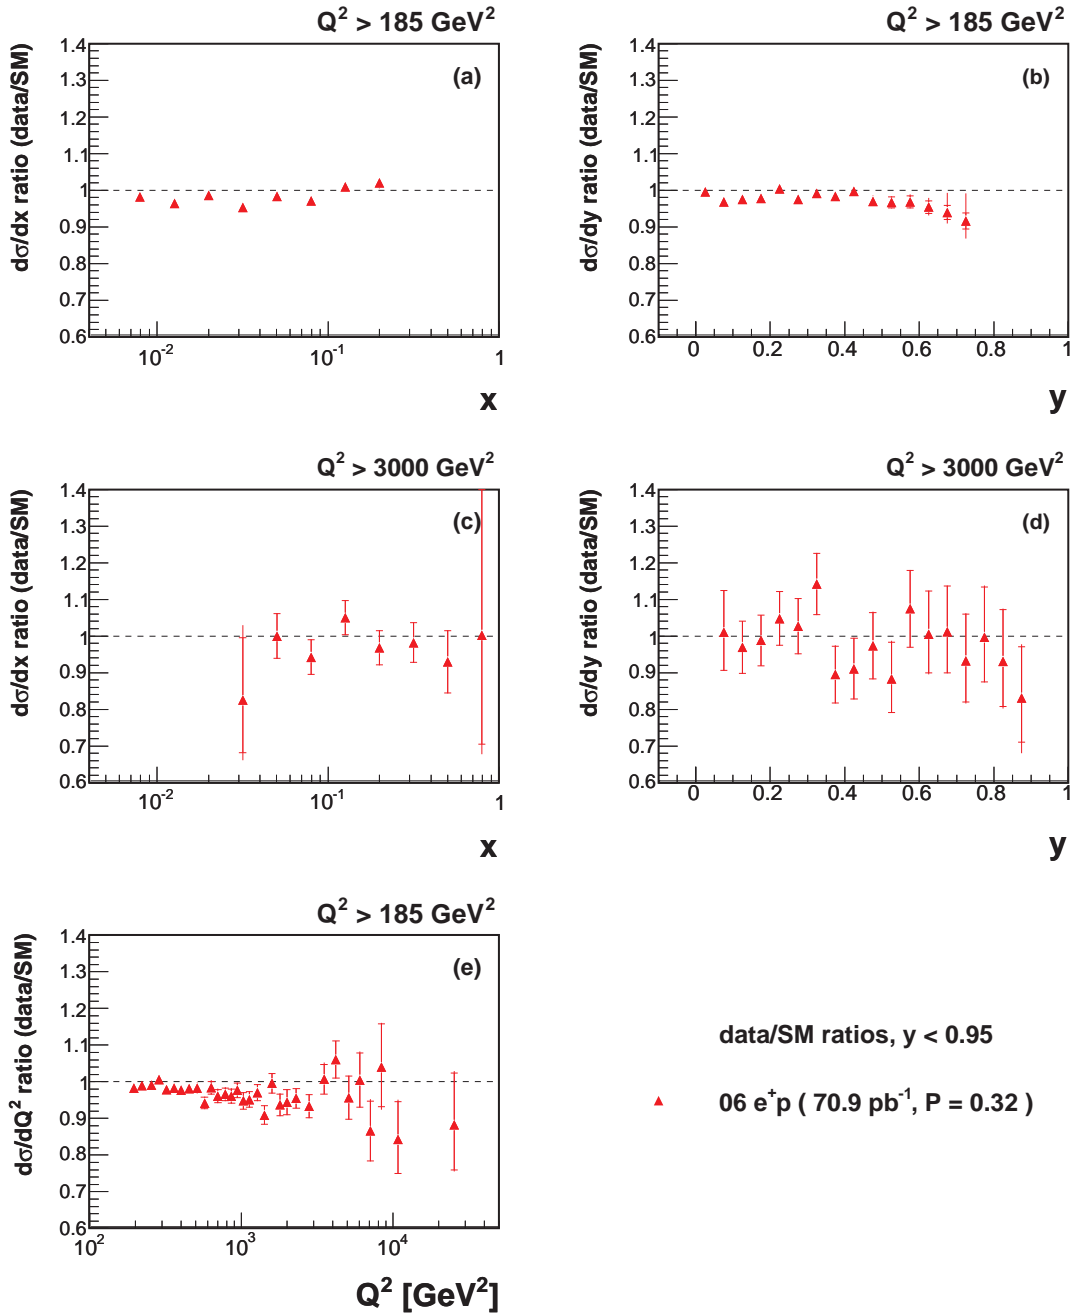 Q² > 185 GeV²
(a)
dσ/dx ratio (data/SM)
1.4
1.3
1.2
1.1
1
0.9
0.8
0.7
0.6
10⁻² 10⁻¹ 1
x
Q² > 185 GeV²
(b)
dσ/dy ratio (data/SM)
1.4
1.3
1.2
1.1
1
0.9
0.8
0.7
0.6
0 0.2 0.4 0.6 0.8 1
y
Q² > 3000 GeV²
(c)
dσ/dx ratio (data/SM)
1.4
1.3
1.2
1.1
1
0.9
0.8
0.7
0.6
10⁻² 10⁻¹ 1
x
Q² > 3000 GeV²
(d)
dσ/dy ratio (data/SM)
1.4
1.3
1.2
1.1
1
0.9
0.8
0.7
0.6
0 0.2 0.4 0.6 0.8 1
y
Q² > 185 GeV²
(e)
dσ/dQ² ratio (data/SM)
1.4
1.3
1.2
1.1
1
0.9
0.8
0.7
0.6
10² 10³ 10⁴
Q² [GeV²]
data/SM ratios, y < 0.95
06 e⁺p ( 70.9 pb⁻¹, P = 0.32 )